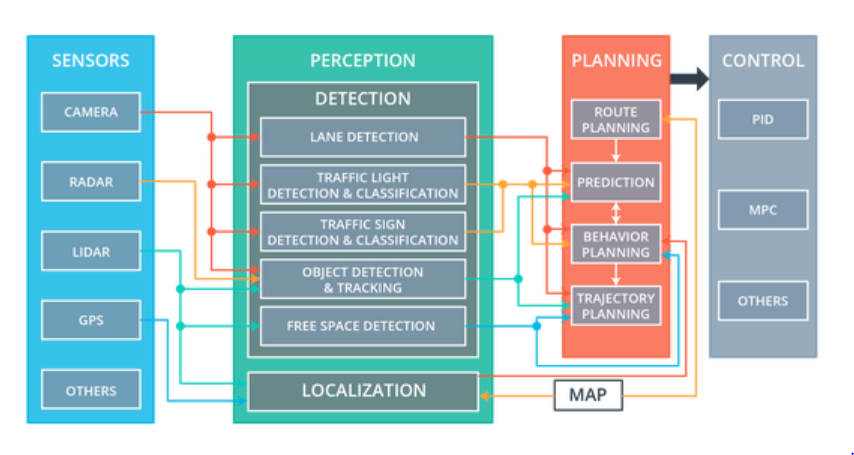 SENSORS
CAMERA
RADAR
LIDAR
GPS
OTHERS
PERCEPTION
DETECTION
LANE DETECTION
TRAFFIC LIGHT
DETECTION & CLASSIFICATION
TRAFFIC SIGN
DETECTION & CLASSIFICATION
OBJECT DETECTION
& TRACKING
FREE SPACE DETECTION
LOCALIZATION
PLANNING
ROUTE
PLANNING
PREDICTION
BEHAVIOR
PLANNING
TRAJECTORY
PLANNING
MAP
CONTROL
PID
MPC
OTHERS